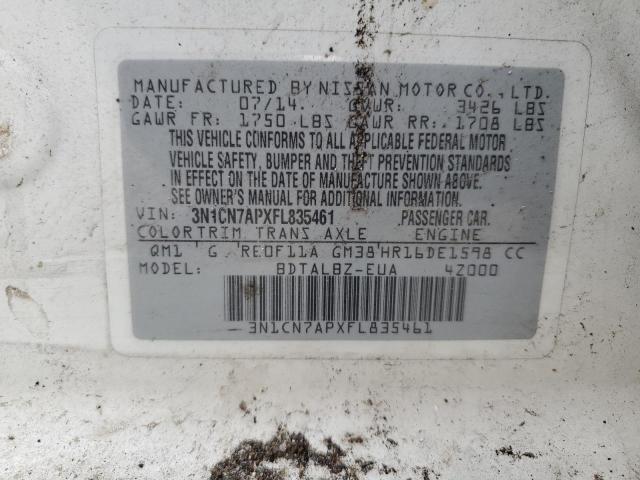 MANUFACTURED BY NISSAN MOTOR CO., LTD.
DATE: 07/14. GVWR: 3426 LBS
GAWR FR: 1750 LBS GAWR RR: 1708 LBS
THIS VEHICLE CONFORMS TO ALL APPLICABLE FEDERAL MOTOR
VEHICLE SAFETY, BUMPER AND THEFT PREVENTION STANDARDS
IN EFFECT ON THE DATE OF MANUFACTURE SHOWN ABOVE.
SEE OWNER'S MANUAL FOR ADDITIONAL INFORMATION.
VIN: 3N1CN7APXFL835461 PASSENGER CAR.
COLOR TRIM TRANS AXLE ENGINE
QM1 G RE0F11A GM38 HR16DE1598 CC
MODEL: BDTALBZ-EUA 4Z000
3N1CN7APXFL835461